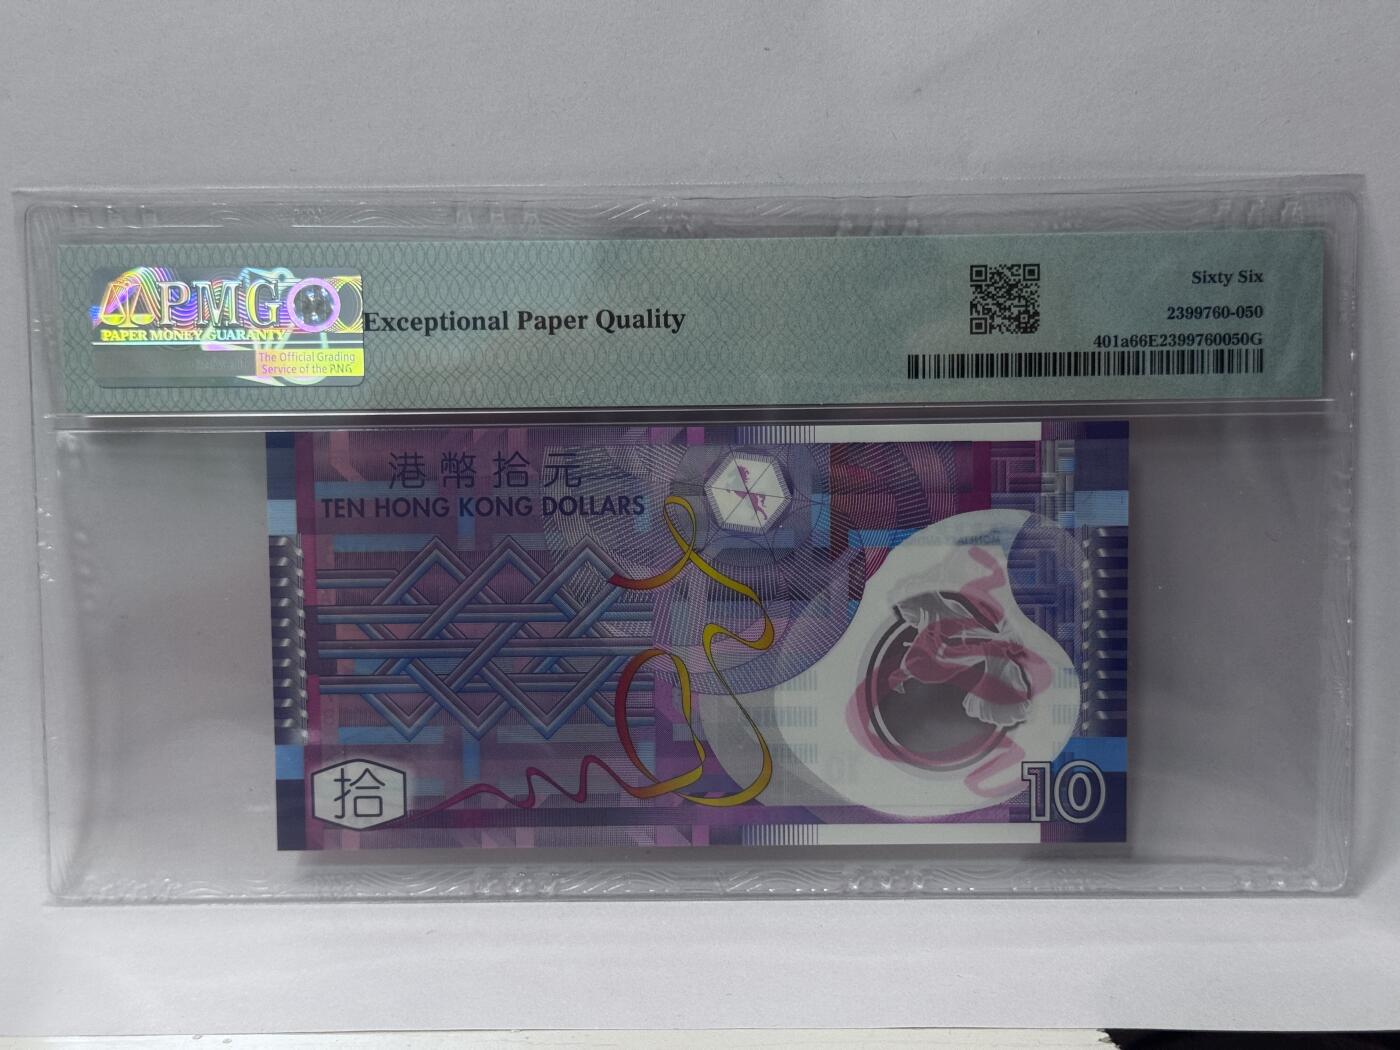 PMG
PAPER MONEY GUARANTY
The Official Grading
Service of the PNG
Exceptional Paper Quality
Sixty Six
2399760-050
401a66E2399760050G
港幣拾元
TEN HONG KONG DOLLARS
拾
10